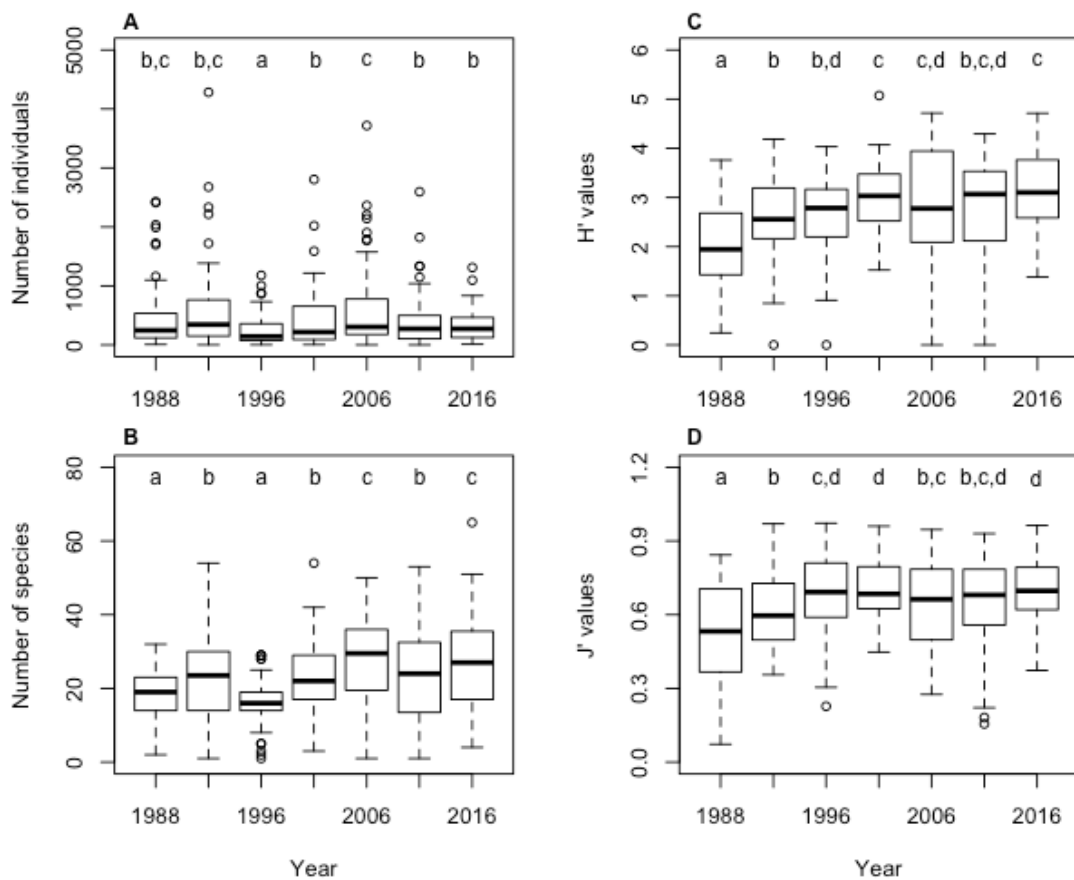 A
Number of individuals
5000
3000
1000
0
b,c b,c a b c b b
1988 1996 2006 2016
B
Number of species
80
60
40
20
0
a b a b c b c
1988 1996 2006 2016
Year
C
H' values
6
5
4
3
2
1
0
a b b,d c c,d b,c,d c
1988 1996 2006 2016
D
J' values
1.2
0.9
0.6
0.3
0.0
a b c,d d b,c b,c,d d
1988 1996 2006 2016
Year